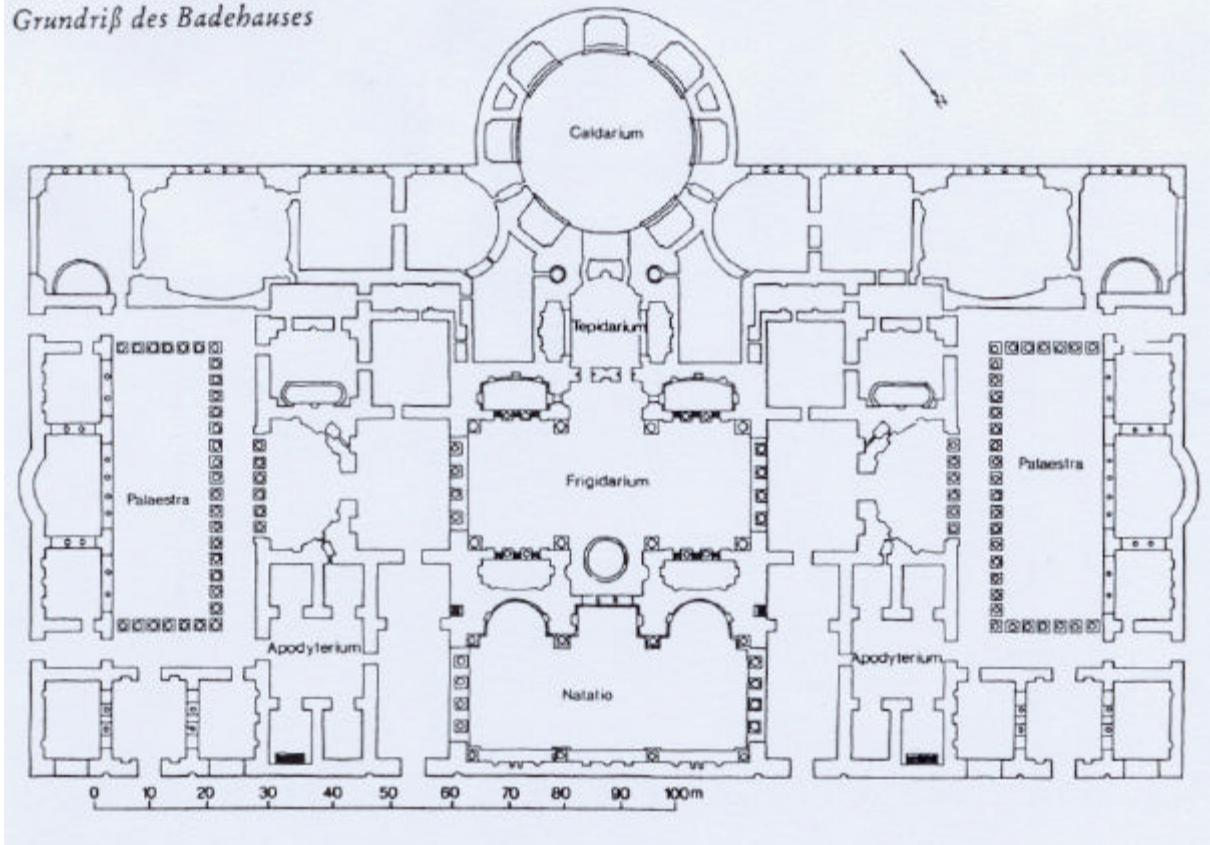 Grundriß des Badehauses
Caldarium
Tepidarium
Frigidarium
Palaestra
Palaestra
Apodyterium
Apodyterium
Natatio
0 10 20 30 40 50 60 70 80 90 100m